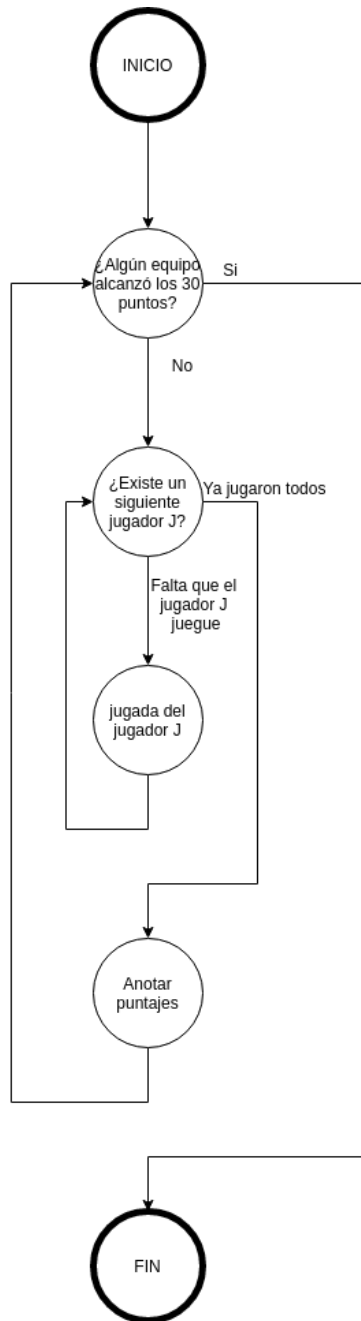 INICIO
¿Algún equipo
alcanzó los 30
puntos?
Si
No
¿Existe un
siguiente
jugador J?
Ya jugaron todos
Falta que el
jugador J
juegue
jugada del
jugador J
Anotar
puntajes
FIN